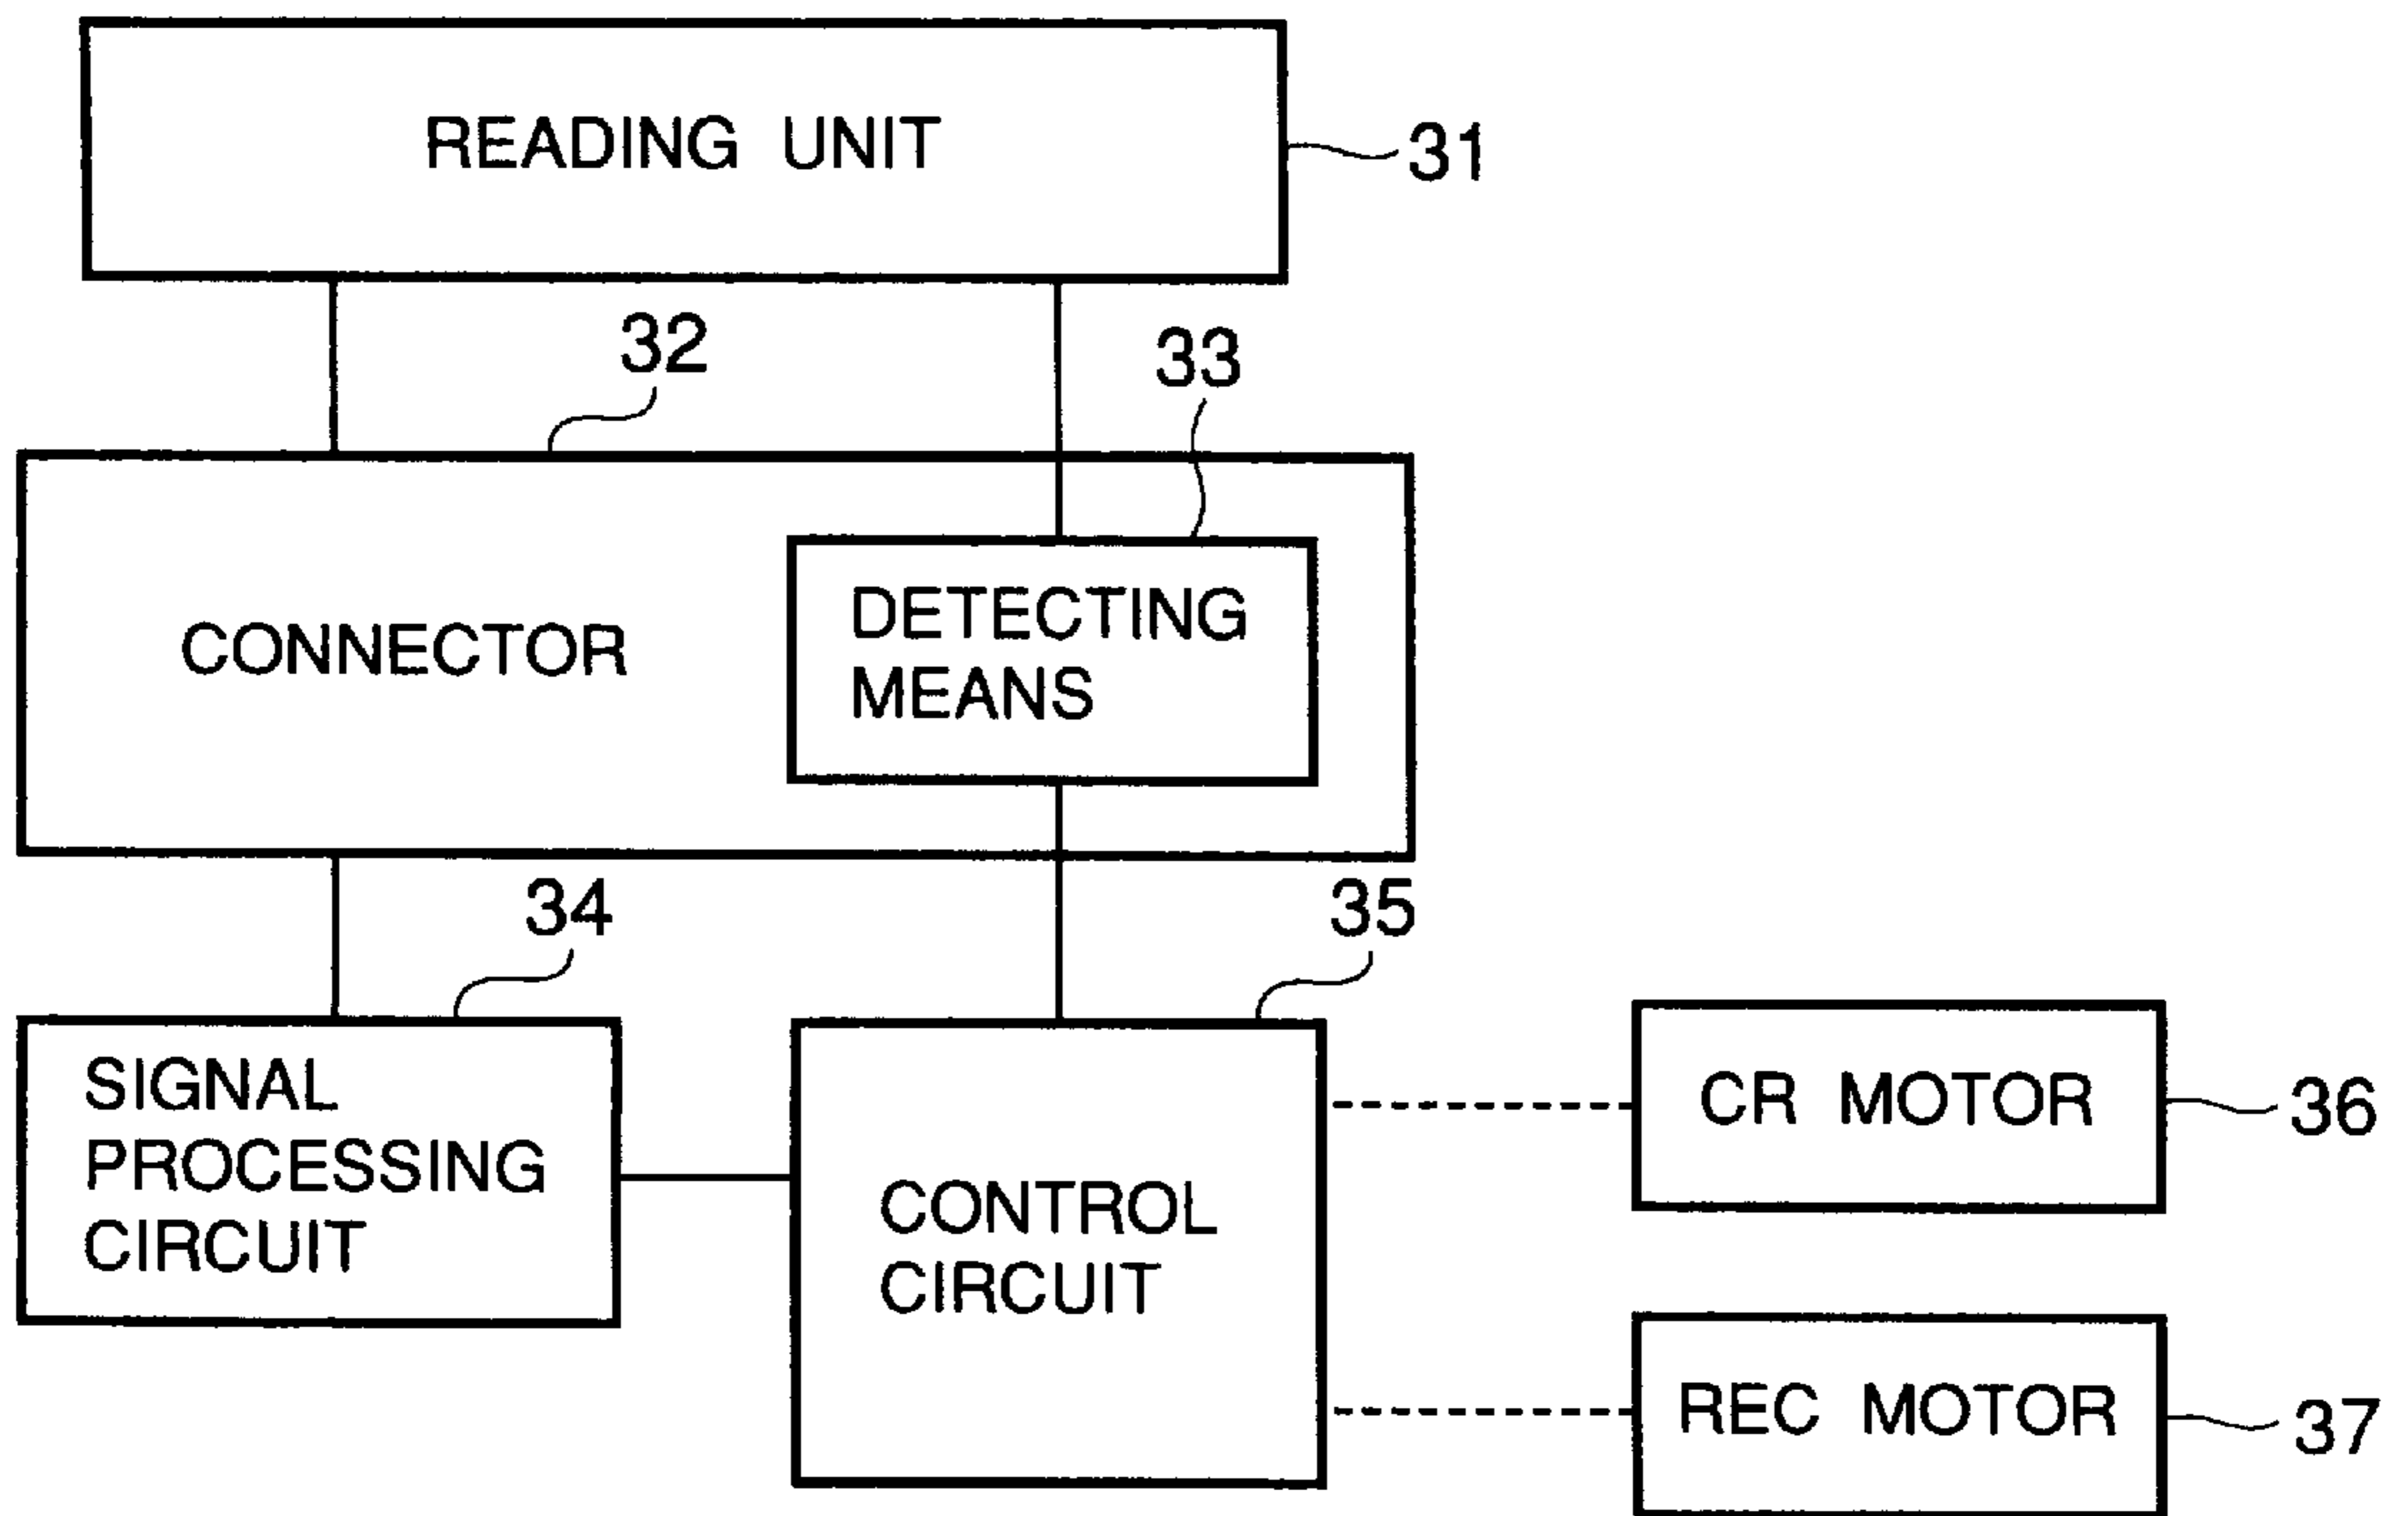 READING UNIT
31
32
33
CONNECTOR
DETECTING
MEANS
34
35
SIGNAL
PROCESSING
CIRCUIT
CONTROL
CIRCUIT
CR MOTOR
36
REC MOTOR
37